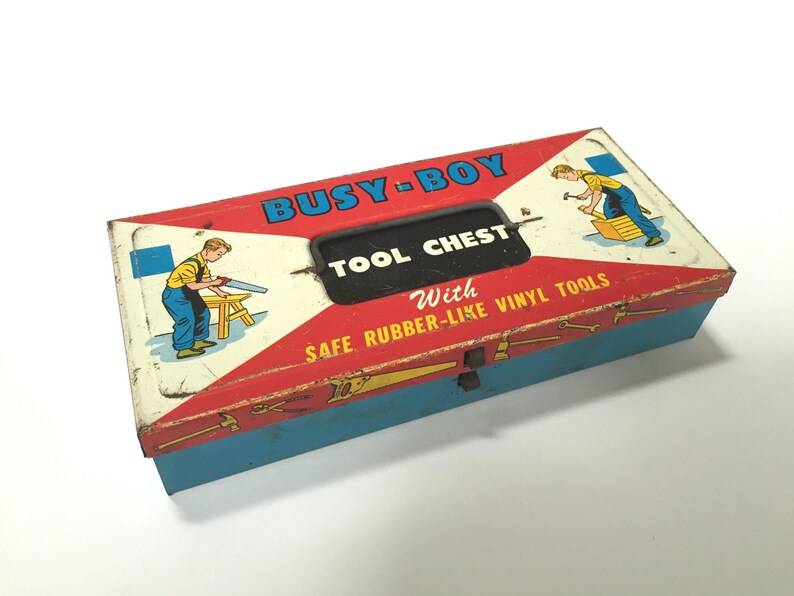 BUSY-BOY
TOOL CHEST
With
SAFE RUBBER-LIKE VINYL TOOLS